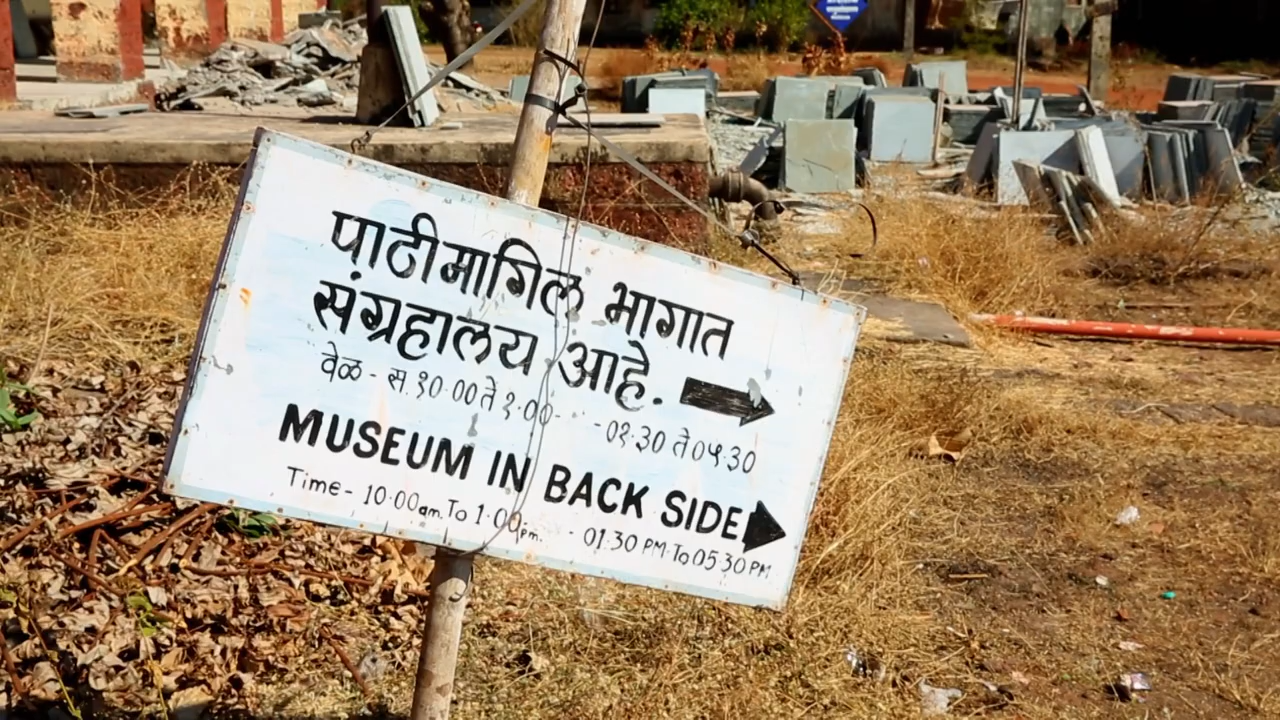 पाठीमागिल भागात
संग्रहालय आहे.
वेळ - स. १०.०० ते १.०० - ०१.३० ते ०५.३०
MUSEUM IN BACK SIDE
Time - 10.00am. To 1.00pm. - 01.30 PM. To 05 30 PM